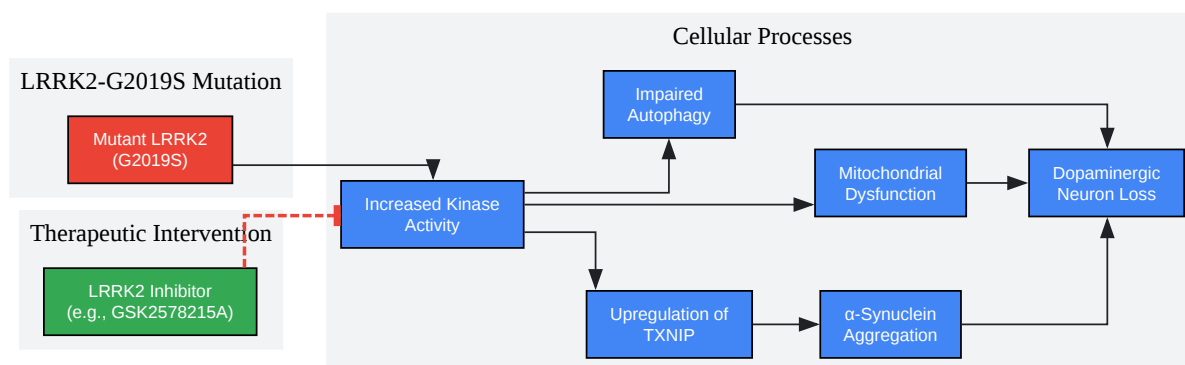 Cellular Processes
LRRK2-G2019S Mutation
Mutant LRRK2
(G2019S)
Therapeutic Intervention
LRRK2 Inhibitor
(e.g., GSK2578215A)
Increased Kinase
Activity
Impaired
Autophagy
Mitochondrial
Dysfunction
Dopaminergic
Neuron Loss
Upregulation of
TXNIP
α-Synuclein
Aggregation